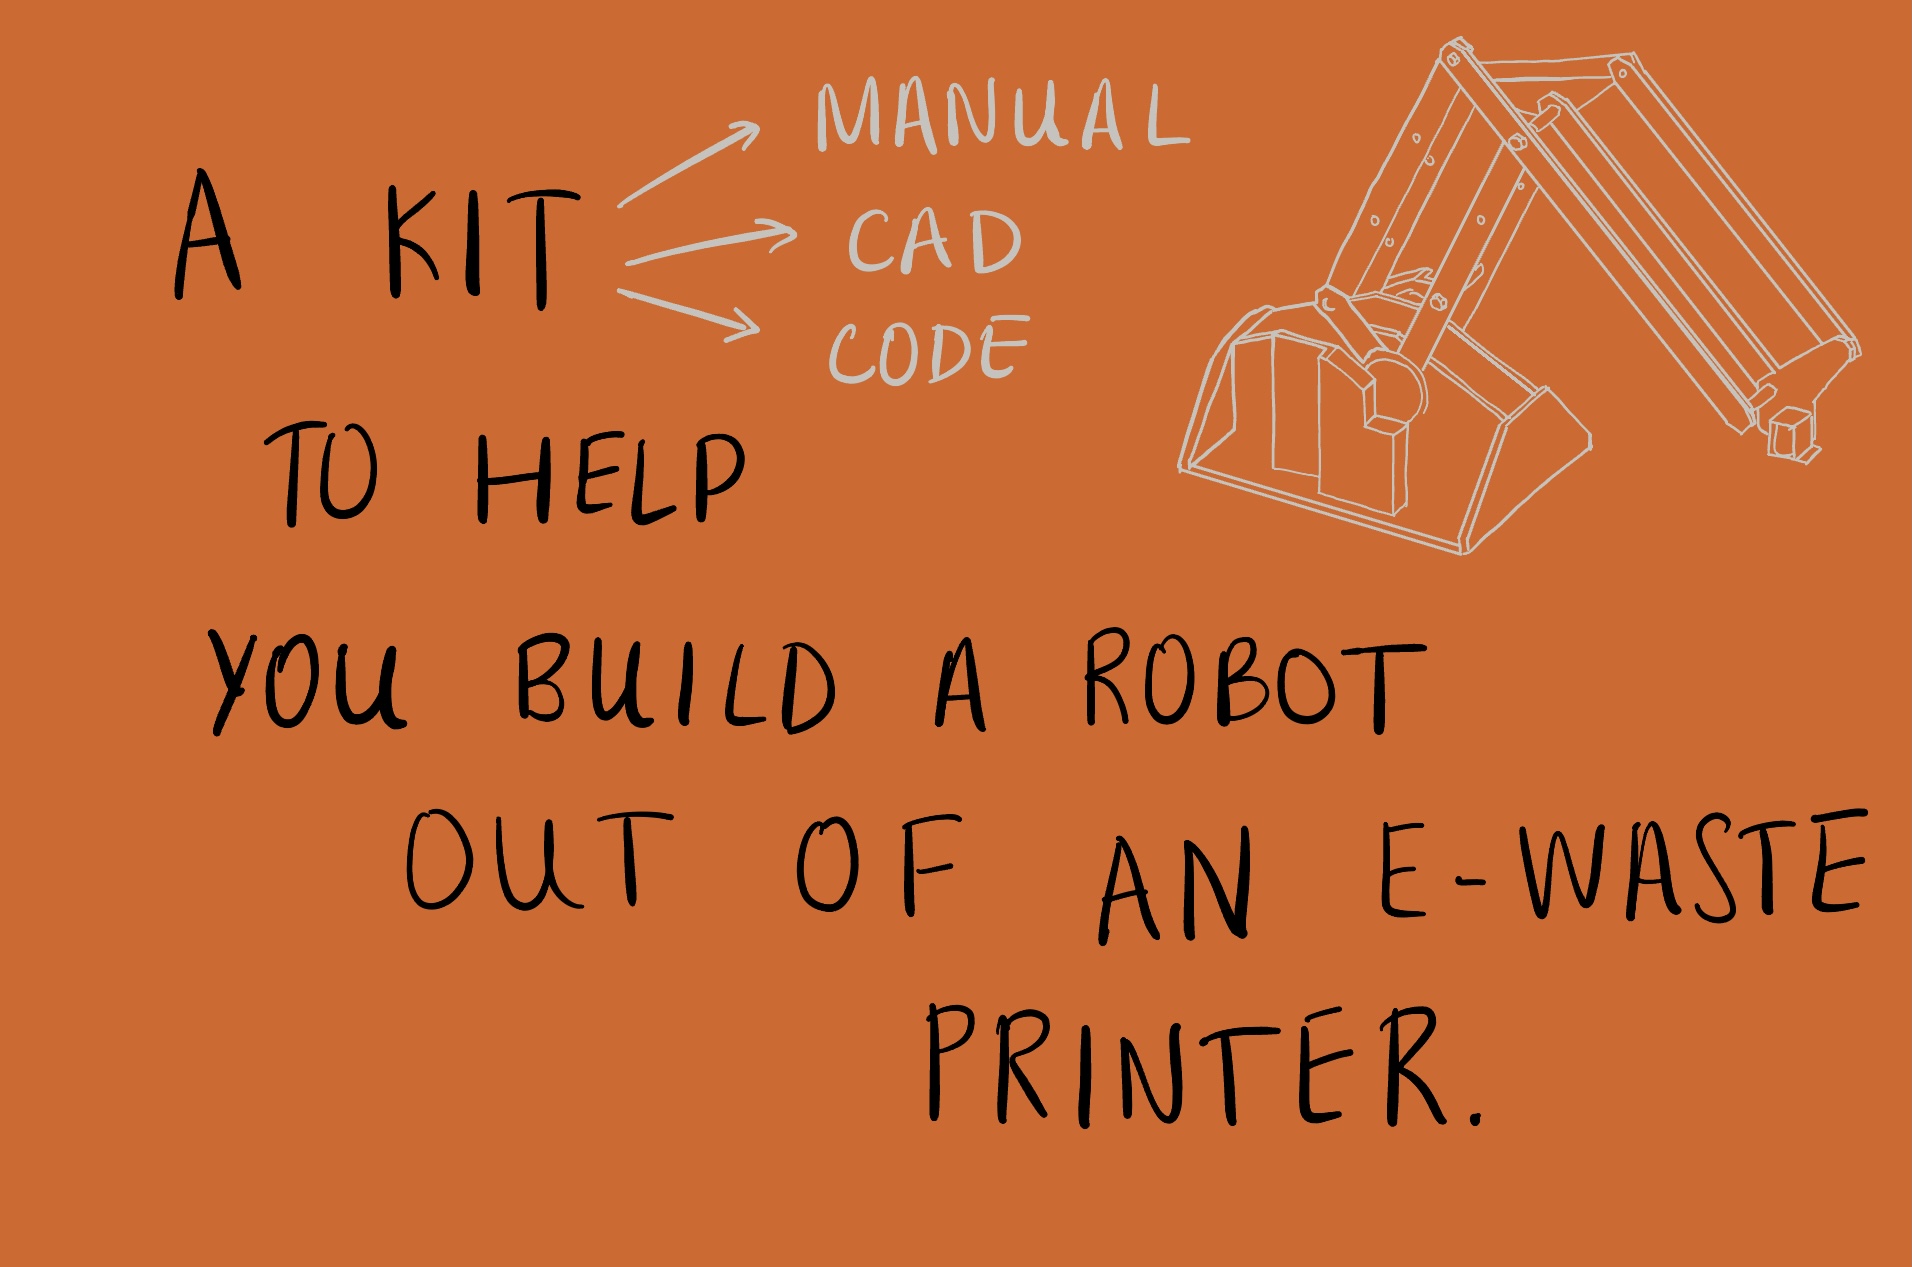 A KIT
MANUAL
CAD
CODE
TO HELP
YOU BUILD A ROBOT
OUT OF AN E-WASTE
PRINTER.